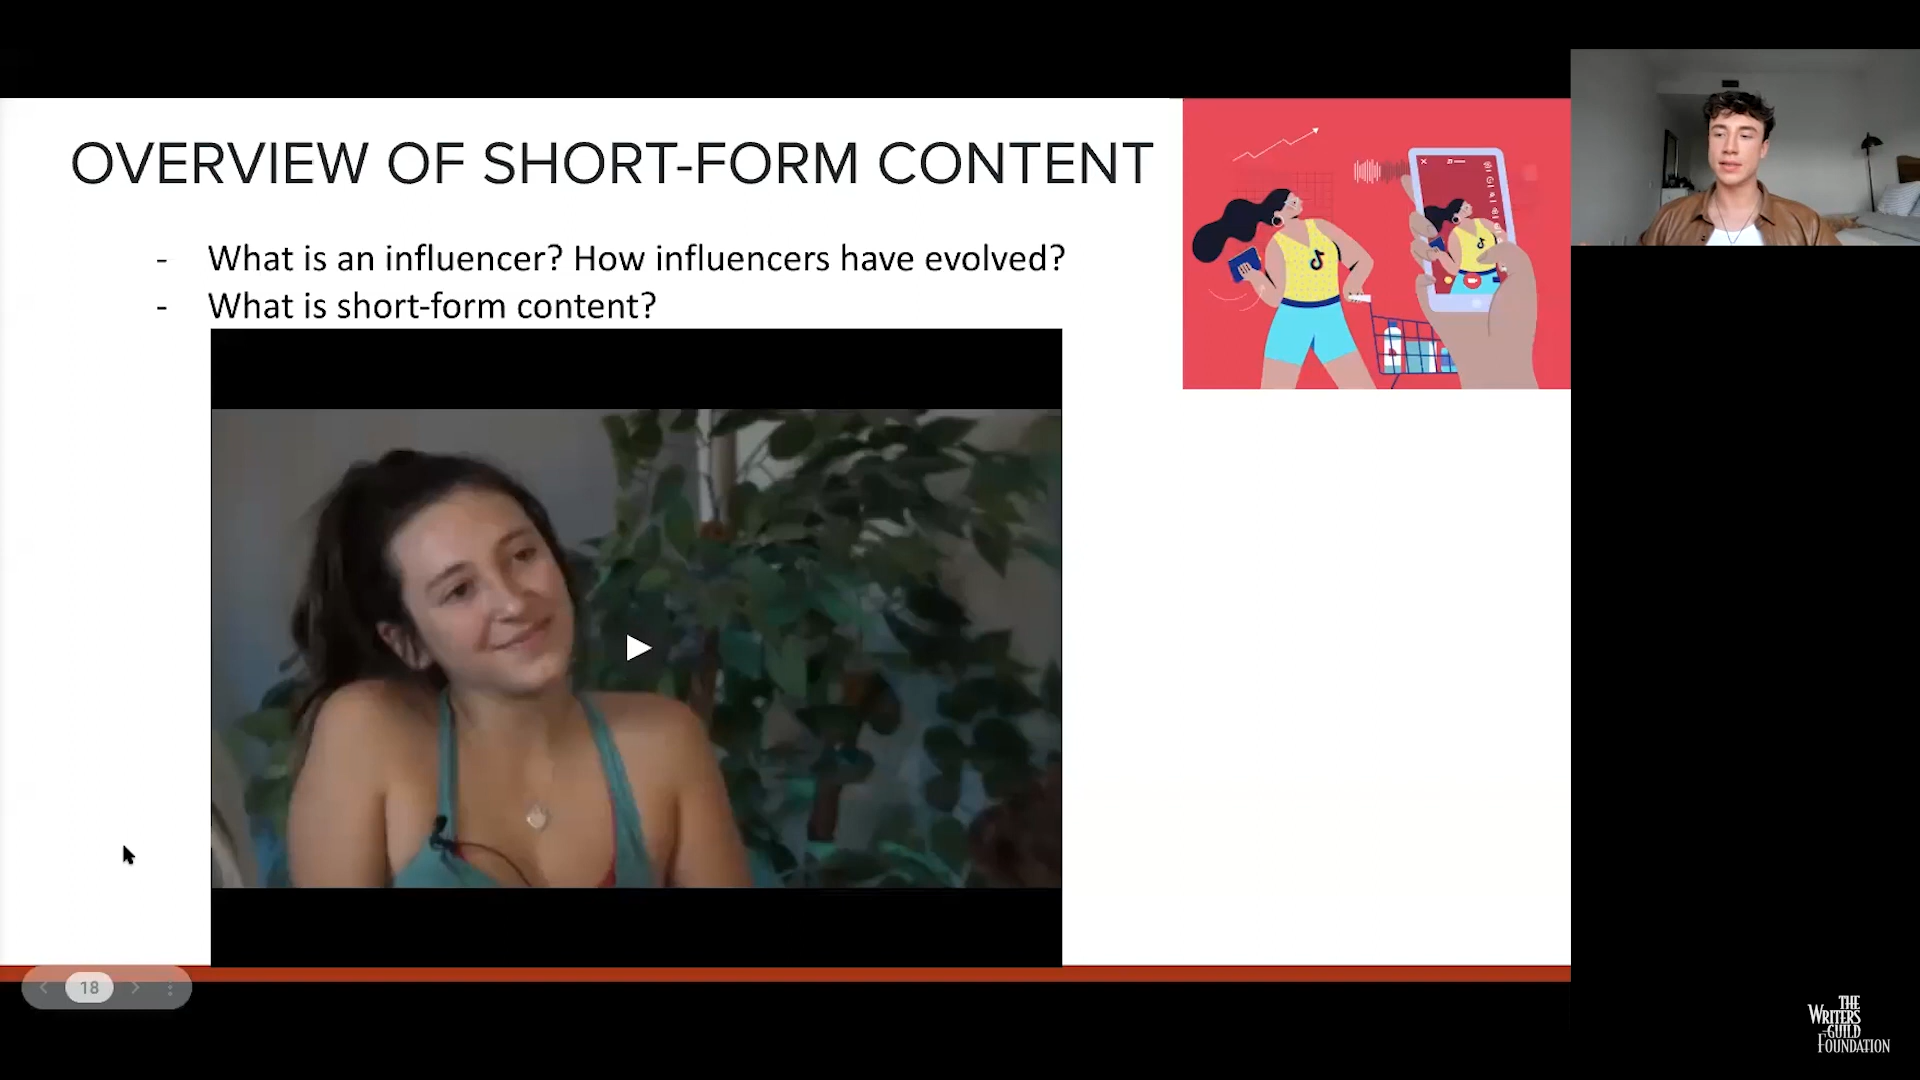 OVERVIEW OF SHORT-FORM CONTENT
- What is an influencer? How influencers have evolved?
- What is short-form content?
18
THE
WRITERS
GUILD
FOUNDATION